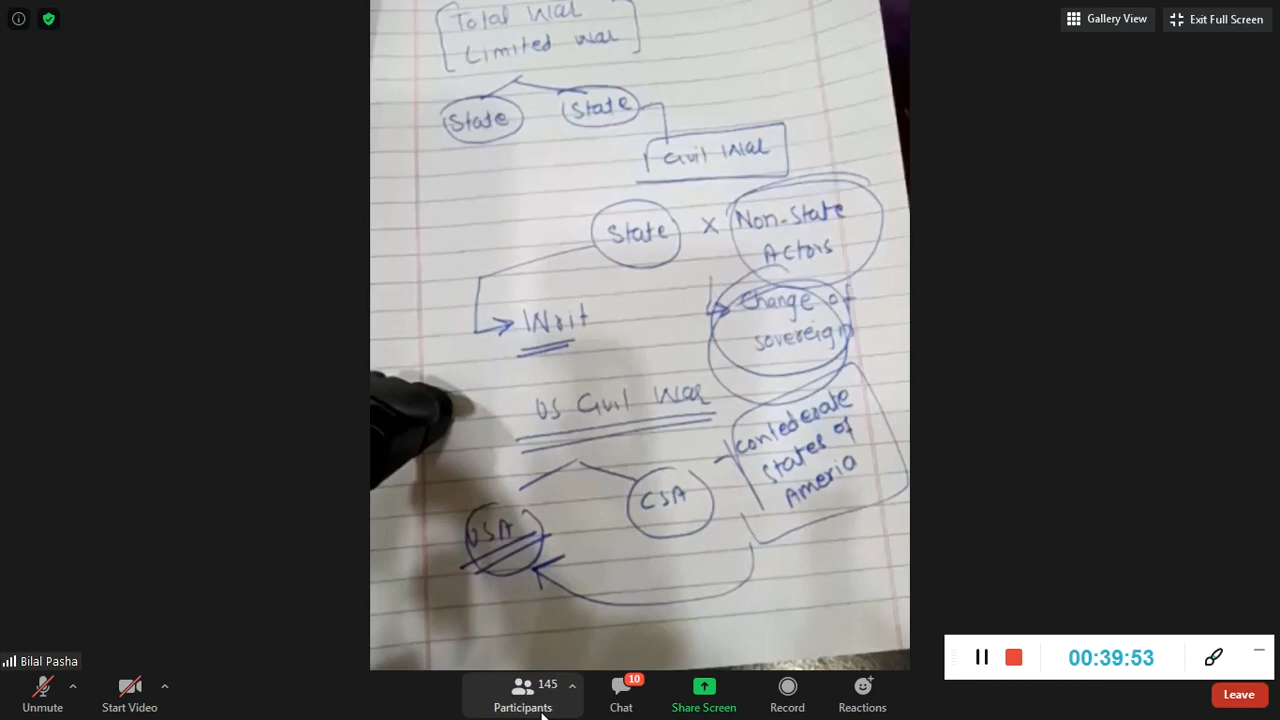 Gallery View
Exit Full Screen
Total War
Limited War
State
State
Civil War
State x Non-State
Actors
Writ
Change of
sovereign
US Civil War
Confederate
States of
Ameria
CSA
USA
Bilal Pasha
00:39:53
145
10
Unmute
Start Video
Participants
Chat
Share Screen
Record
Reactions
Leave